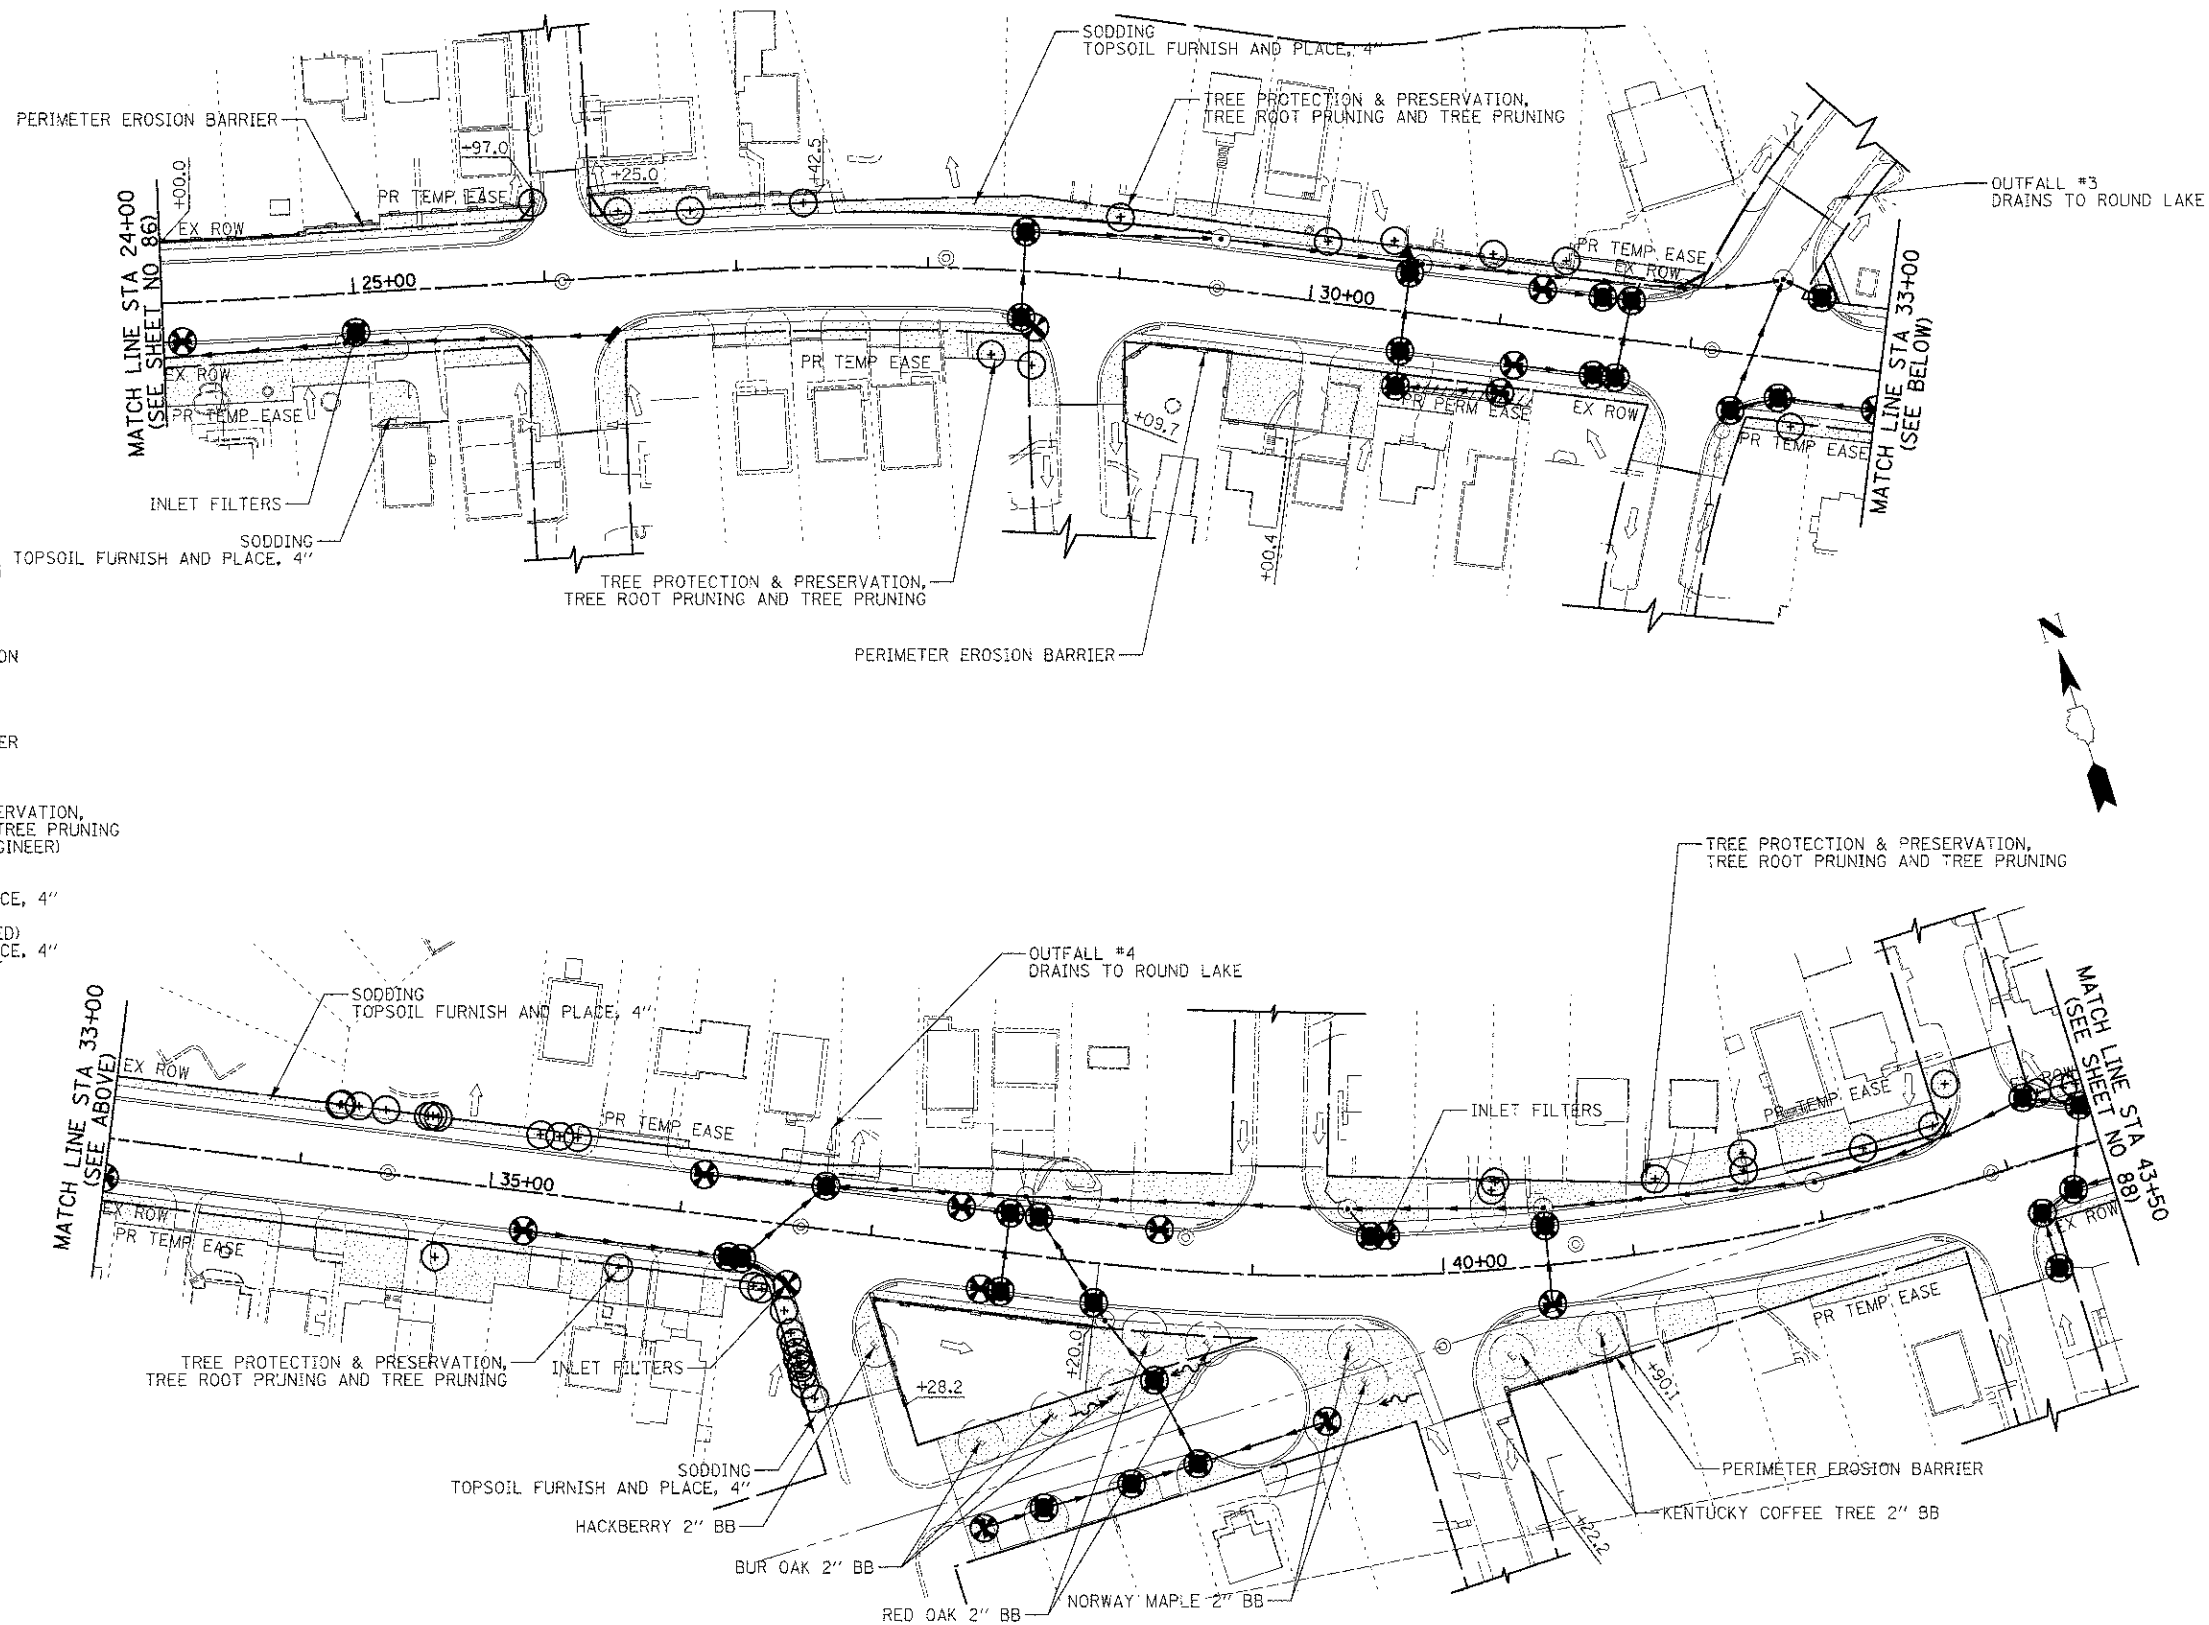 SODDING
TOPSOIL FURNISH AND PLACE, 4"
TREE PROTECTION & PRESERVATION,
TREE ROOT PRUNING AND TREE PRUNING
PERIMETER EROSION BARRIER
+97.0
+42.5
+25.0
+00.0
PR TEMP EASE
EX ROW
OUTFALL #3
DRAINS TO ROUND LAKE
MATCH LINE STA 24+00
(SEE SHEET NO 86)
25+00
30+00
PR TEMP EASE
EX ROW
MATCH LINE STA 33+00
(SEE BELOW)
EX ROW
PR TEMP EASE
PR TEMP EASE
PR PERM EASE
EX ROW
PR TEMP EASE
+09.7
+00.4
INLET FILTERS
SODDING
TOPSOIL FURNISH AND PLACE, 4"
TREE PROTECTION & PRESERVATION,
TREE ROOT PRUNING AND TREE PRUNING
PERIMETER EROSION BARRIER
N
ON
ER
ERVATION,
TREE PRUNING
GINEER)
CE, 4"
ED)
CE, 4"
TREE PROTECTION & PRESERVATION,
TREE ROOT PRUNING AND TREE PRUNING
OUTFALL #4
DRAINS TO ROUND LAKE
SODDING
TOPSOIL FURNISH AND PLACE, 4"
MATCH LINE STA 33+00
(SEE ABOVE)
EX ROW
PR TEMP EASE
INLET FILTERS
PR TEMP EASE
EX ROW
MATCH LINE STA 43+50
(SEE SHEET NO 88)
35+00
40+00
EX ROW
PR TEMP EASE
EX ROW
PR TEMP EASE
+20.0
+28.2
+90.1
+22.2
TREE PROTECTION & PRESERVATION,
TREE ROOT PRUNING AND TREE PRUNING
INLET FILTERS
SODDING
TOPSOIL FURNISH AND PLACE, 4"
HACKBERRY 2" BB
BUR OAK 2" BB
RED OAK 2" BB
NORWAY MAPLE 2" BB
PERIMETER EROSION BARRIER
KENTUCKY COFFEE TREE 2" BB